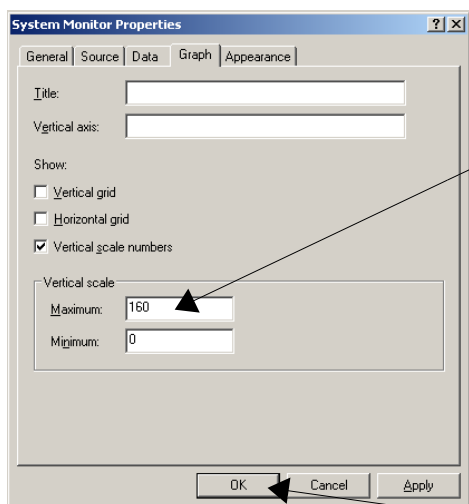 System Monitor Properties ? X
General Source Data Graph Appearance
Title:
Vertical axis:
Show:
Vertical grid
Horizontal grid
Vertical scale numbers
Vertical scale
Maximum: 160
Minimum: 0
OK Cancel Apply